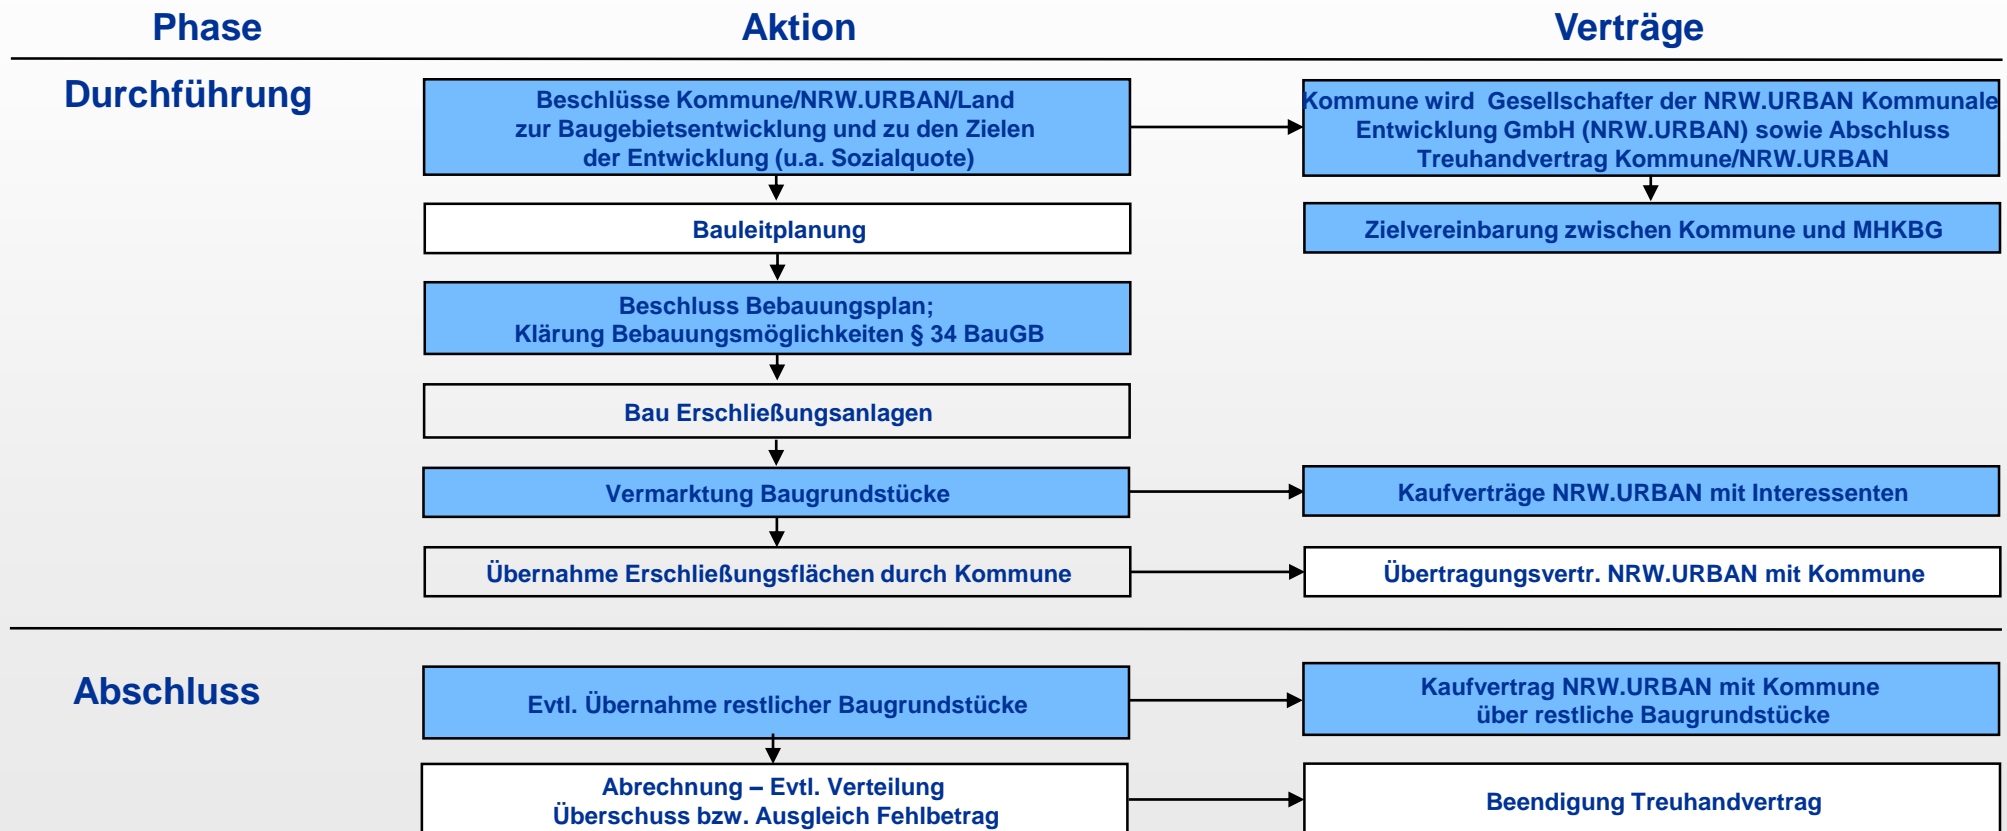 Phase
Aktion
Verträge
Durchführung
Beschlüsse Kommune/NRW.URBAN/Land
zur Baugebietsentwicklung und zu den Zielen
der Entwicklung (u.a. Sozialquote)
Kommune wird Gesellschafter der NRW.URBAN Kommunale
Entwicklung GmbH (NRW.URBAN) sowie Abschluss
Treuhandvertrag Kommune/NRW.URBAN
Bauleitplanung
Zielvereinbarung zwischen Kommune und MHKBG
Beschluss Bebauungsplan;
Klärung Bebauungsmöglichkeiten § 34 BauGB
Bau Erschließungsanlagen
Vermarktung Baugrundstücke
Kaufverträge NRW.URBAN mit Interessenten
Übernahme Erschließungsflächen durch Kommune
Übertragungsvertr. NRW.URBAN mit Kommune
Abschluss
Evtl. Übernahme restlicher Baugrundstücke
Kaufvertrag NRW.URBAN mit Kommune
über restliche Baugrundstücke
Abrechnung – Evtl. Verteilung
Überschuss bzw. Ausgleich Fehlbetrag
Beendigung Treuhandvertrag